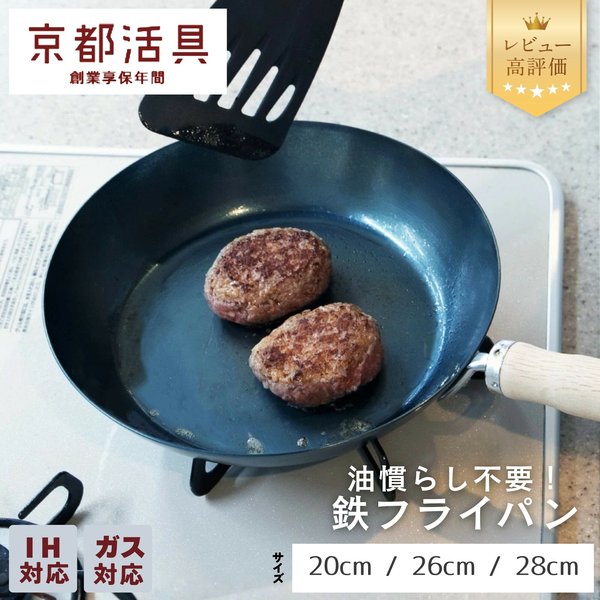 京都活具
創業享保年間
レビュー
高評価
油慣らし不要！
鉄フライパン
IH
対応
ガス
対応
サイズ
20cm / 26cm / 28cm